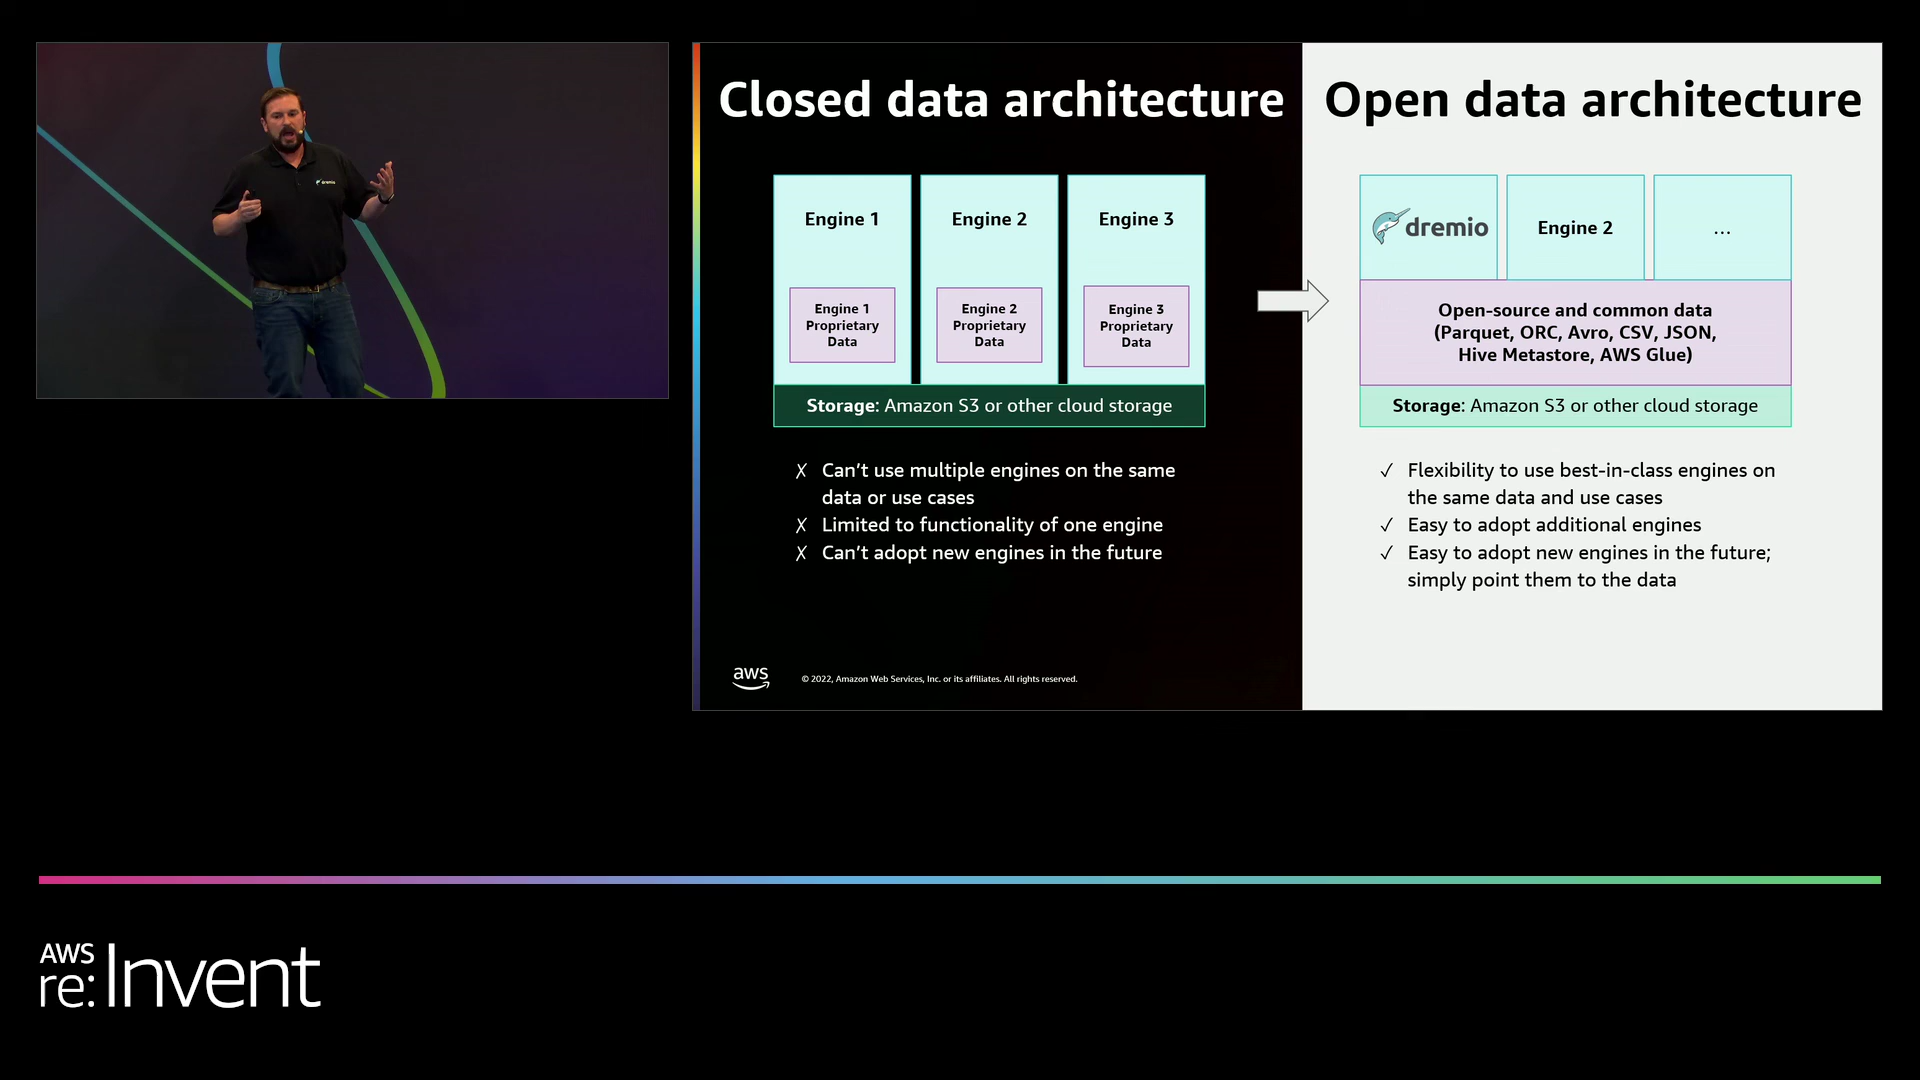 dremio
Closed data architecture
Engine 1
Engine 2
Engine 3
Engine 1
Proprietary
Data
Engine 2
Proprietary
Data
Engine 3
Proprietary
Data
Storage: Amazon S3 or other cloud storage
✗ Can't use multiple engines on the same
data or use cases
✗ Limited to functionality of one engine
✗ Can't adopt new engines in the future
aws
© 2022, Amazon Web Services, Inc. or its affiliates. All rights reserved.
Open data architecture
dremio
Engine 2
...
Open-source and common data
(Parquet, ORC, Avro, CSV, JSON,
Hive Metastore, AWS Glue)
Storage: Amazon S3 or other cloud storage
✓ Flexibility to use best-in-class engines on
the same data and use cases
✓ Easy to adopt additional engines
✓ Easy to adopt new engines in the future;
simply point them to the data
AWS
re:Invent